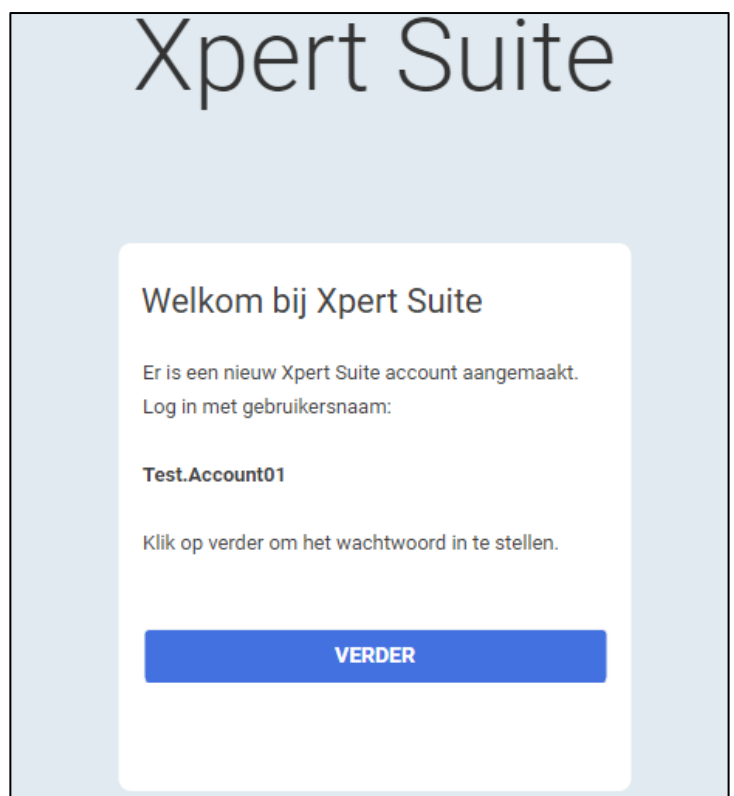 Xpert Suite
Welkom bij Xpert Suite
Er is een nieuw Xpert Suite account aangemaakt.
Log in met gebruikersnaam:
Test.Account01
Klik op verder om het wachtwoord in te stellen.
VERDER